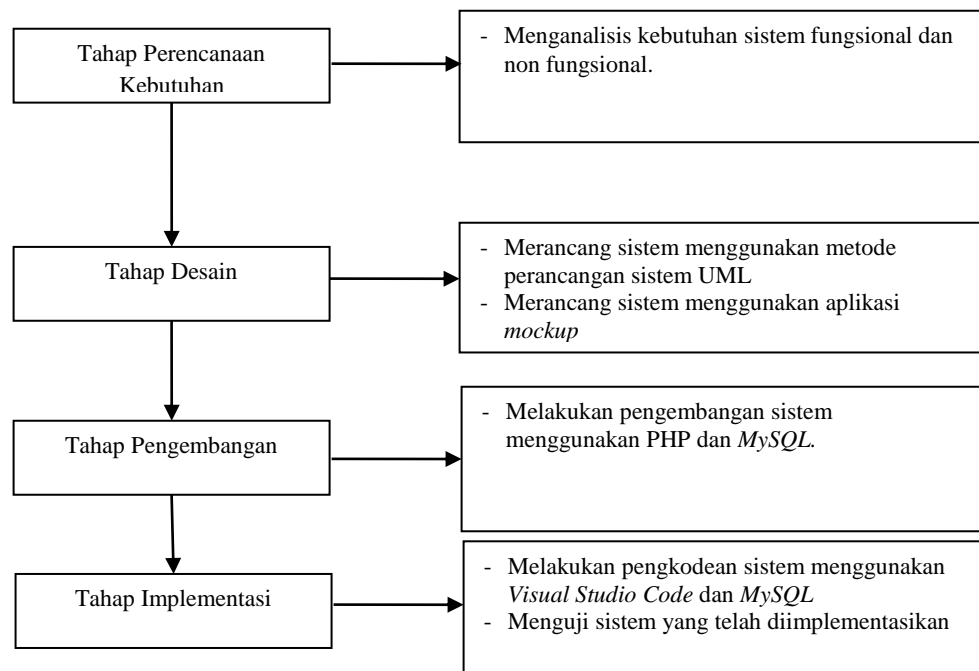 Tahap Perencanaan
Kebutuhan
- Menganalisis kebutuhan sistem fungsional dan
non fungsional.
Tahap Desain
- Merancang sistem menggunakan metode
perancangan sistem UML
- Merancang sistem menggunakan aplikasi
mockup
Tahap Pengembangan
- Melakukan pengembangan sistem
menggunakan PHP dan MySQL.
Tahap Implementasi
- Melakukan pengkodean sistem menggunakan
Visual Studio Code dan MySQL
- Menguji sistem yang telah diimplementasikan